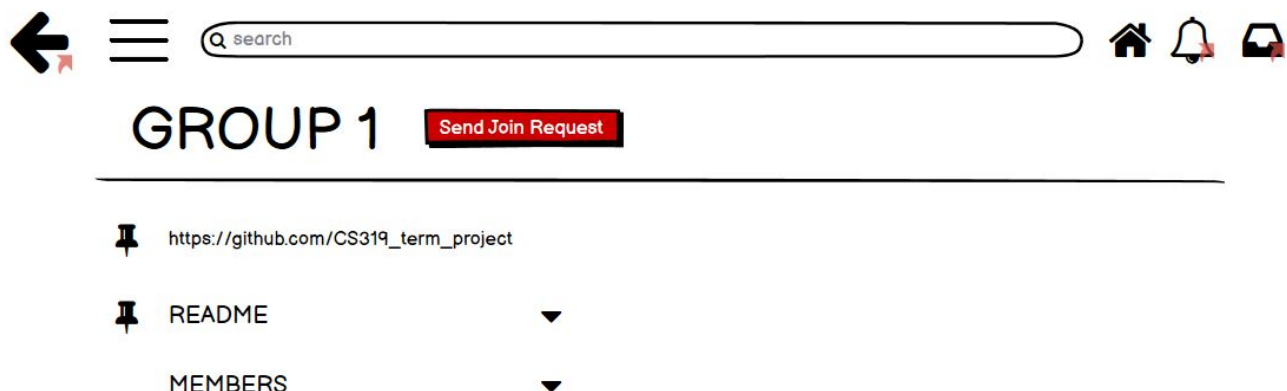 search
GROUP 1
Send Join Request
https://github.com/CS319_term_project
README
MEMBERS